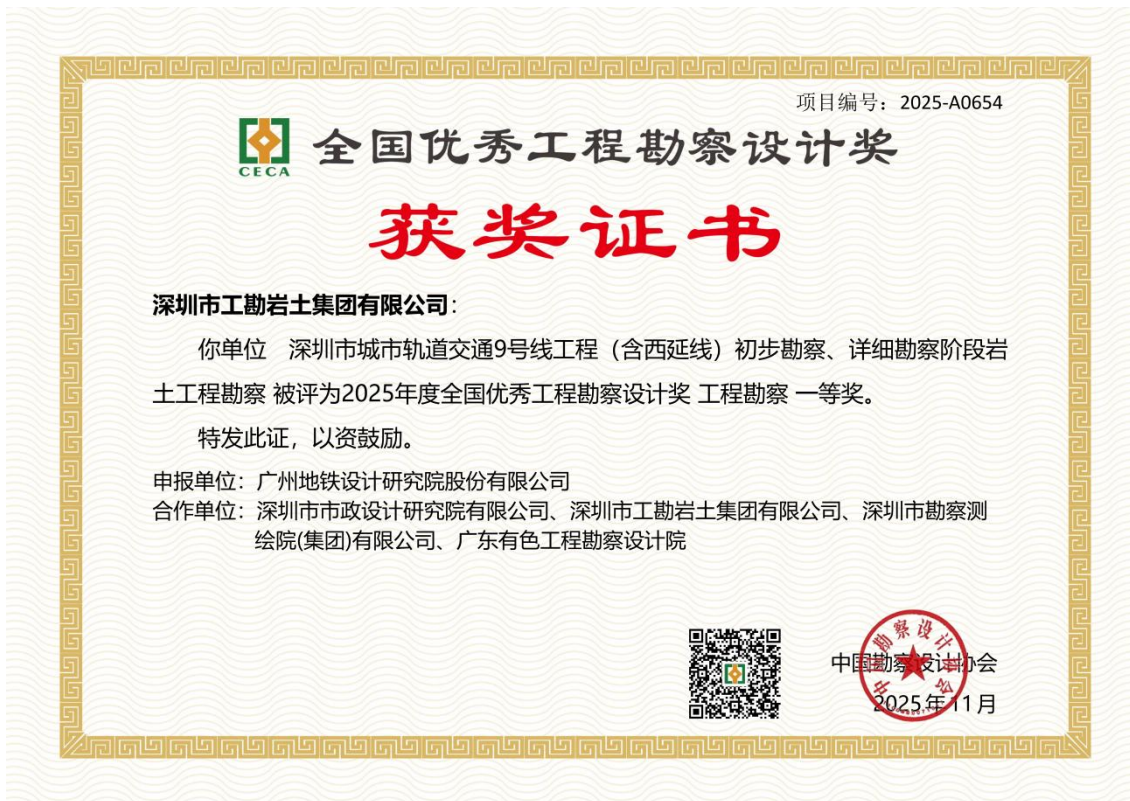 项目编号：2025-A0654
CECA
全国优秀工程勘察设计奖
获奖证书
深圳市工勘岩土集团有限公司：
你单位 深圳市城市轨道交通9号线工程（含西延线）初步勘察、详细勘察阶段岩
土工程勘察 被评为2025年度全国优秀工程勘察设计奖 工程勘察 一等奖。
特发此证，以资鼓励。
申报单位：广州地铁设计研究院股份有限公司
合作单位：深圳市市政设计研究院有限公司、深圳市工勘岩土集团有限公司、深圳市勘察测
绘院(集团)有限公司、广东有色工程勘察设计院
中国勘察设计协会
中国勘察设计协会
2025年11月